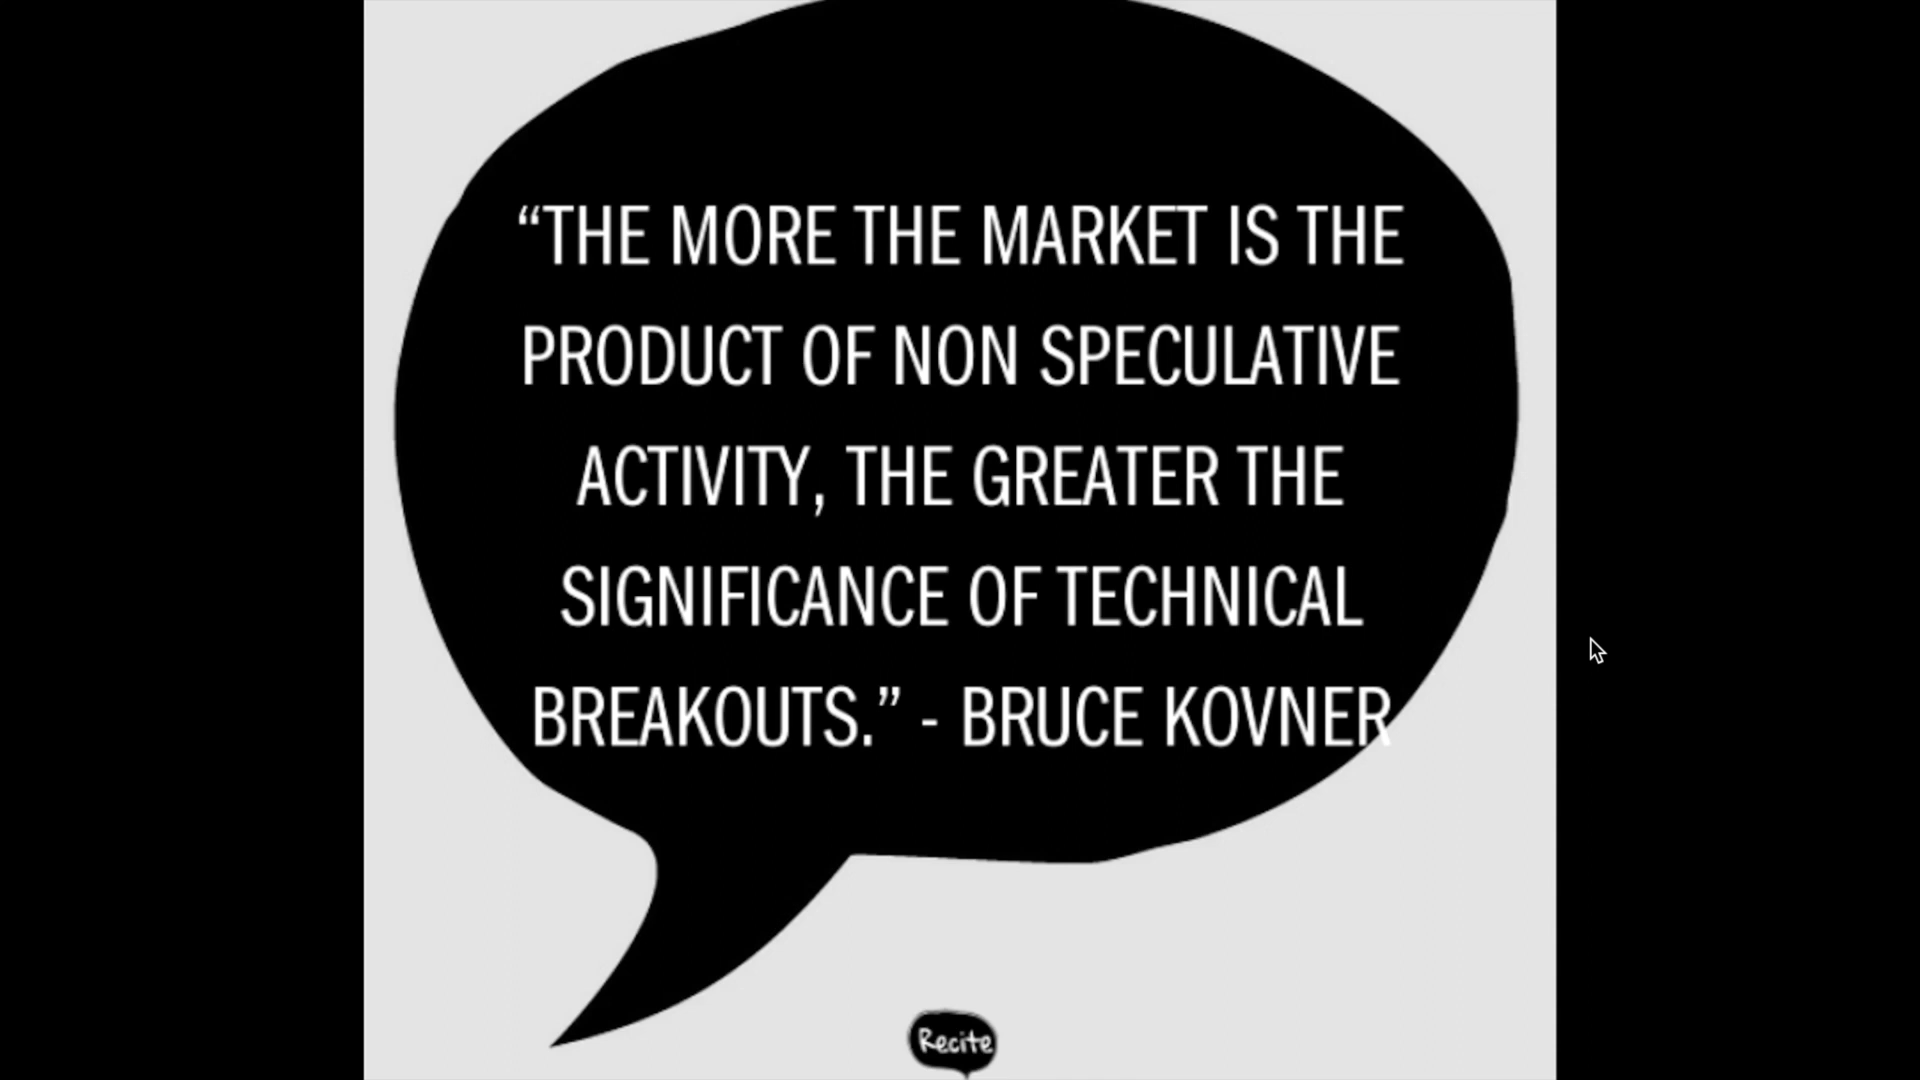 “THE MORE THE MARKET IS THE
PRODUCT OF NON SPECULATIVE
ACTIVITY, THE GREATER THE
SIGNIFICANCE OF TECHNICAL
BREAKOUTS.” - BRUCE KOVNER
Recite